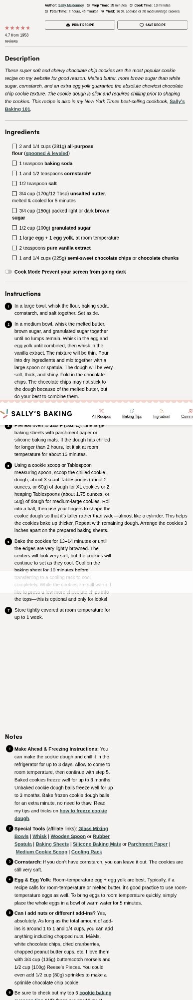 Author: Sally McKenney Prep Time: 15 minutes Cook Time: 13 minutes
Total Time: 2 hours, 45 minutes Yield: 16 XL cookies or 20 medium/large cookies
PRINT RECIPE
SAVE RECIPE
4.7 from 1953
reviews
Description
These super soft and chewy chocolate chip cookies are the most popular cookie
recipe on my website for good reason. Melted butter, more brown sugar than white
sugar, cornstarch, and an extra egg yolk guarantee the absolute chewiest chocolate
chip cookie texture. The cookie dough is slick and requires chilling prior to shaping
the cookies. This recipe is also in my New York Times best-selling cookbook, Sally's
Baking 101.
Ingredients
2 and 1/4 cups (281g) all-purpose
flour (spooned & leveled)
1 teaspoon baking soda
1 and 1/2 teaspoons cornstarch*
1/2 teaspoon salt
3/4 cup (170g/12 Tbsp) unsalted butter,
melted & cooled for 5 minutes
3/4 cup (150g) packed light or dark brown
sugar
1/2 cup (100g) granulated sugar
1 large egg + 1 egg yolk, at room temperature
2 teaspoons pure vanilla extract
1 and 1/4 cups (225g) semi-sweet chocolate chips or chocolate chunks
Cook Mode Prevent your screen from going dark
Instructions
1 In a large bowl, whisk the flour, baking soda,
cornstarch, and salt together. Set aside.
2 In a medium bowl, whisk the melted butter,
brown sugar, and granulated sugar together
until no lumps remain. Whisk in the egg and
egg yolk until combined, then whisk in the
vanilla extract. The mixture will be thin. Pour
into dry ingredients and mix together with a
large spoon or spatula. The dough will be very
soft, thick, and shiny. Fold in the chocolate
chips. The chocolate chips may not stick to
the dough because of the melted butter, but
do your best to combine them.
SALLY'S BAKING
All Recipes
Baking Tips
Ingredient
Comm
4 Preheat oven to 325°F (163°C). Line large
baking sheets with parchment paper or
silicone baking mats. If the dough has chilled
for longer than 2 hours, let it sit at room
temperature for about 15 minutes.
5 Using a cookie scoop or Tablespoon
measuring spoon, scoop the chilled cookie
dough, about 3 scant Tablespoons (about 2
ounces, or 60g) of dough for XL cookies or 2
heaping Tablespoons (about 1.75 ounces, or
50g) of dough for medium-large cookies. Roll
into a ball, then use your fingers to shape the
cookie dough so that it's taller rather than wide—almost like a cylinder. This helps
the cookies bake up thicker. Repeat with remaining dough. Arrange the cookies 3
inches apart on the prepared baking sheets.
6 Bake the cookies for 13–14 minutes or until
the edges are very lightly browned. The
centers will look very soft, but the cookies will
continue to set as they cool. Cool on the
baking sheet for 10 minutes before
transferring to a cooling rack to cool
completely. While the cookies are still warm, I
like to press a few more chocolate chips into
the tops—this is optional and only for looks!
7 Store tightly covered at room temperature for
up to 1 week.
Notes
1 Make Ahead & Freezing Instructions: You
can make the cookie dough and chill it in the
refrigerator for up to 3 days. Allow to come to
room temperature, then continue with step 5.
Baked cookies freeze well for up to 3 months.
Unbaked cookie dough balls freeze well for up
to 3 months. Bake frozen cookie dough balls
for an extra minute, no need to thaw. Read
my tips and tricks on how to freeze cookie
dough.
2 Special Tools (affiliate links): Glass Mixing
Bowls | Whisk | Wooden Spoon or Rubber
Spatula | Baking Sheets | Silicone Baking Mats or Parchment Paper |
Medium Cookie Scoop | Cooling Rack
3 Cornstarch: If you don't have cornstarch, you can leave it out. The cookies are
still very soft.
4 Egg & Egg Yolk: Room-temperature egg + egg yolk are best. Typically, if a
recipe calls for room-temperature or melted butter, it's good practice to use room-
temperature eggs as well. To bring eggs to room temperature quickly, simply
place the whole eggs in a bowl of warm water for 5 minutes.
5 Can I add nuts or different add-ins? Yes,
absolutely. As long as the total amount of add-
ins is around 1 to 1 and 1/4 cups, you can add
anything including chopped nuts, M&Ms,
white chocolate chips, dried cranberries,
chopped peanut butter cups, etc. I love them
with 3/4 cup (135g) butterscotch morsels and
1/2 cup (100g) Reese's Pieces. You could
even add 1/2 cup (80g) sprinkles to make a
sprinkle chocolate chip cookie.
6 Be sure to check out my top 5 cookie baking
success tips AND these are my 10 must